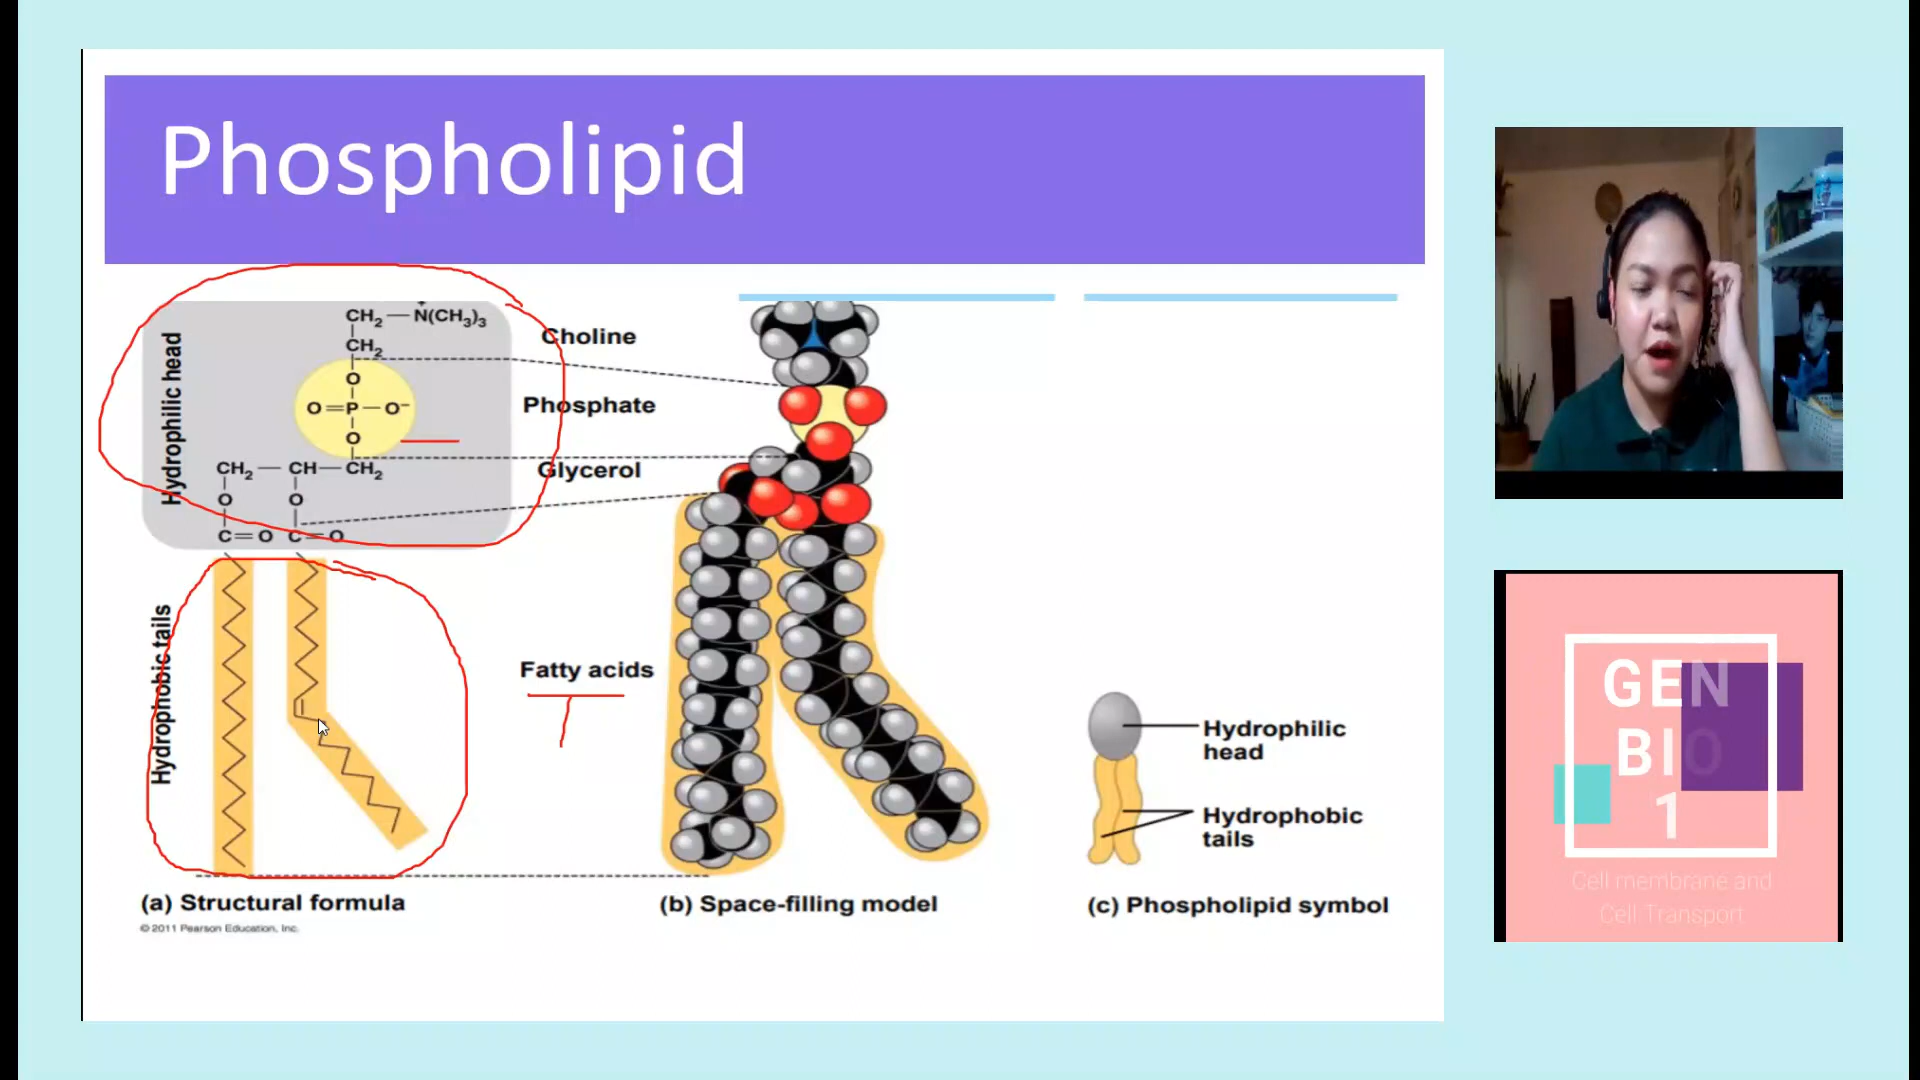 Phospholipid
Hydrophilic head
+
CH₂—N(CH₃)₃
CH₂
O
O=P—O⁻
O
CH₂—CH—CH₂
O O
C=O C=O
Choline
Phosphate
Glycerol
Hydrophobic tails
Fatty acids
Hydrophilic
head
Hydrophobic
tails
(a) Structural formula
(b) Space-filling model
(c) Phospholipid symbol
© 2011 Pearson Education, Inc.
GEN
BIO
1
Cell membrane and
Cell Transport